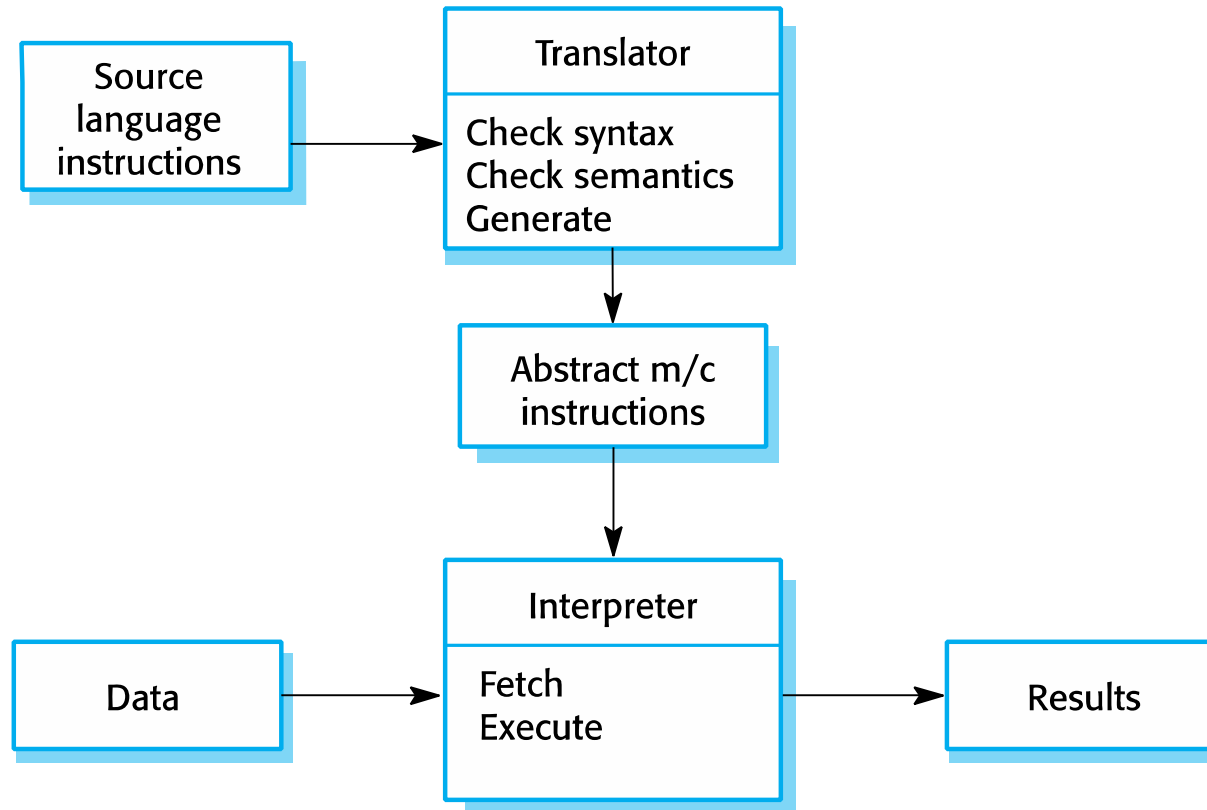 Source
language
instructions
Translator
Check syntax
Check semantics
Generate
Abstract m/c
instructions
Interpreter
Fetch
Execute
Data
Results